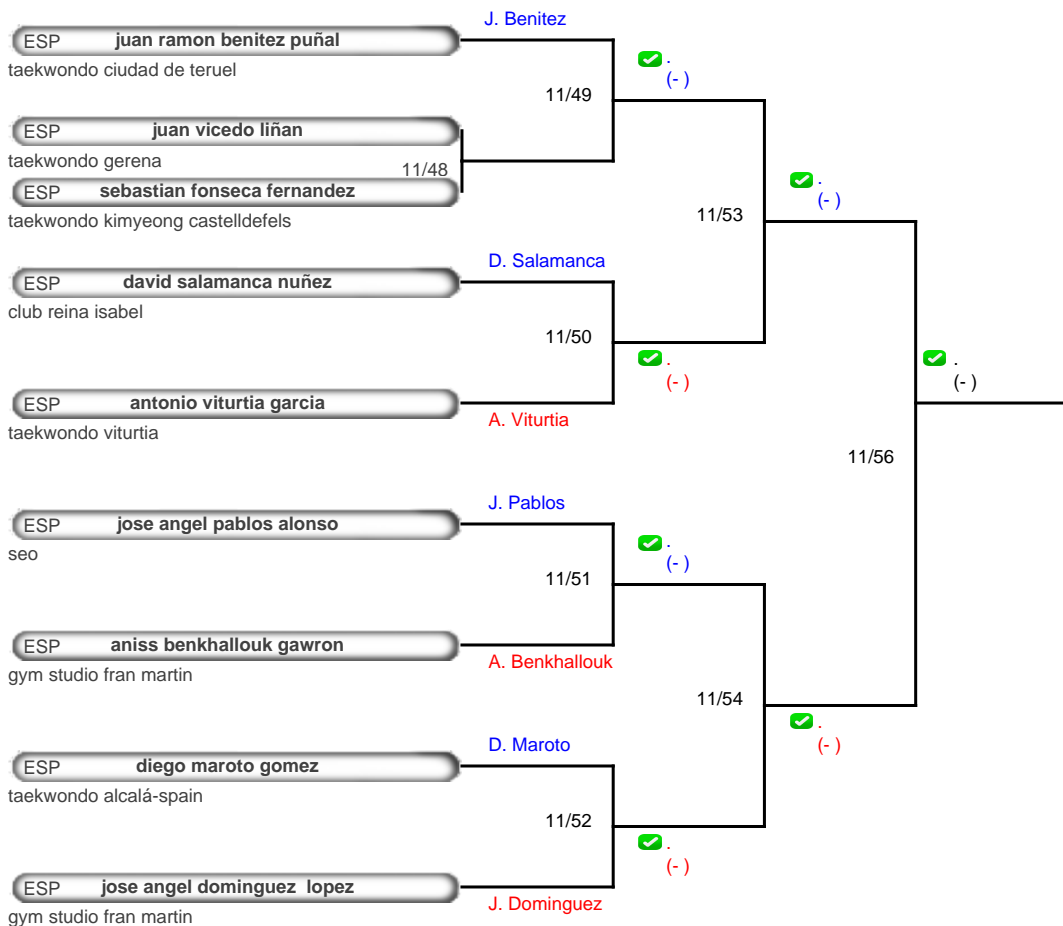 J. Benitez
ESP juan ramon benitez puñal
taekwondo ciudad de teruel
.
(- )
11/49
ESP juan vicedo liñan
taekwondo gerena
11/48
ESP sebastian fonseca fernandez
taekwondo kimyeong castelldefels
.
(- )
11/53
D. Salamanca
ESP david salamanca nuñez
club reina isabel
11/50
.
(- )
.
(- )
ESP antonio viturtia garcia
taekwondo viturtia
A. Viturtia
11/56
J. Pablos
ESP jose angel pablos alonso
seo
.
(- )
11/51
ESP aniss benkhallouk gawron
gym studio fran martin
A. Benkhallouk
11/54
.
(- )
D. Maroto
ESP diego maroto gomez
taekwondo alcalá-spain
11/52
.
(- )
ESP jose angel dominguez  lopez
gym studio fran martin
J. Dominguez